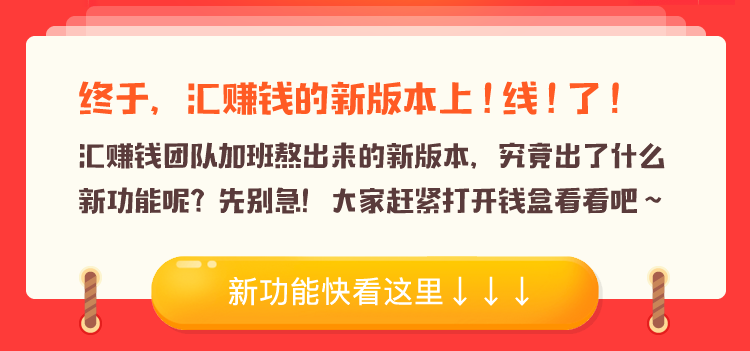 终于，汇赚钱的新版本上！线！了！
汇赚钱团队加班熬出来的新版本，究竟出了什么
新功能呢？先别急！大家赶紧打开钱盒看看吧～
新功能快看这里↓↓↓